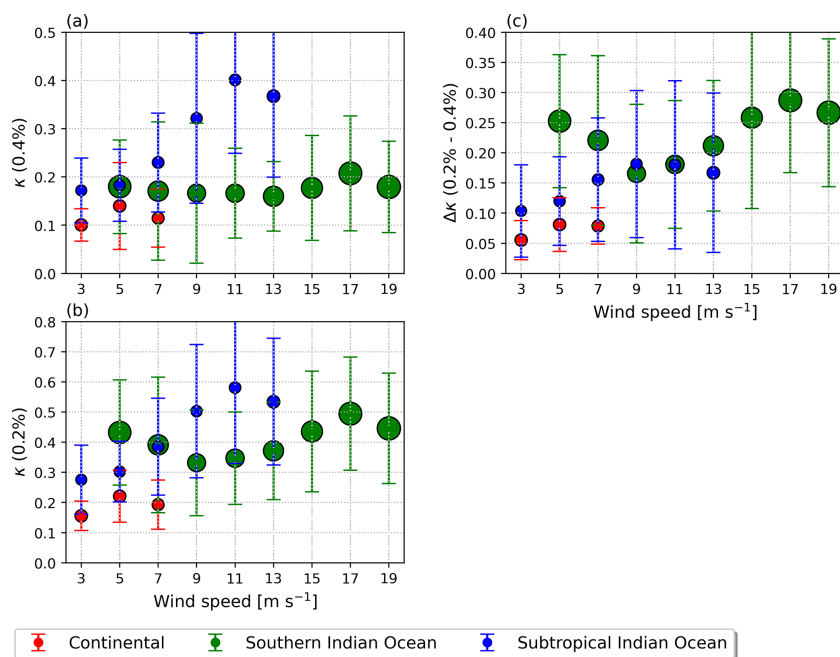 (a)
κ (0.4%)
0.5
0.4
0.3
0.2
0.1
0.0
3 5 7 9 11 13 15 17 19
(b)
κ (0.2%)
0.8
0.7
0.6
0.5
0.4
0.3
0.2
0.1
0.0
3 5 7 9 11 13 15 17 19
Wind speed [m s⁻¹]
(c)
Δκ (0.2% - 0.4%)
0.40
0.35
0.30
0.25
0.20
0.15
0.10
0.05
0.00
3 5 7 9 11 13 15 17 19
Wind speed [m s⁻¹]
Continental Southern Indian Ocean Subtropical Indian Ocean